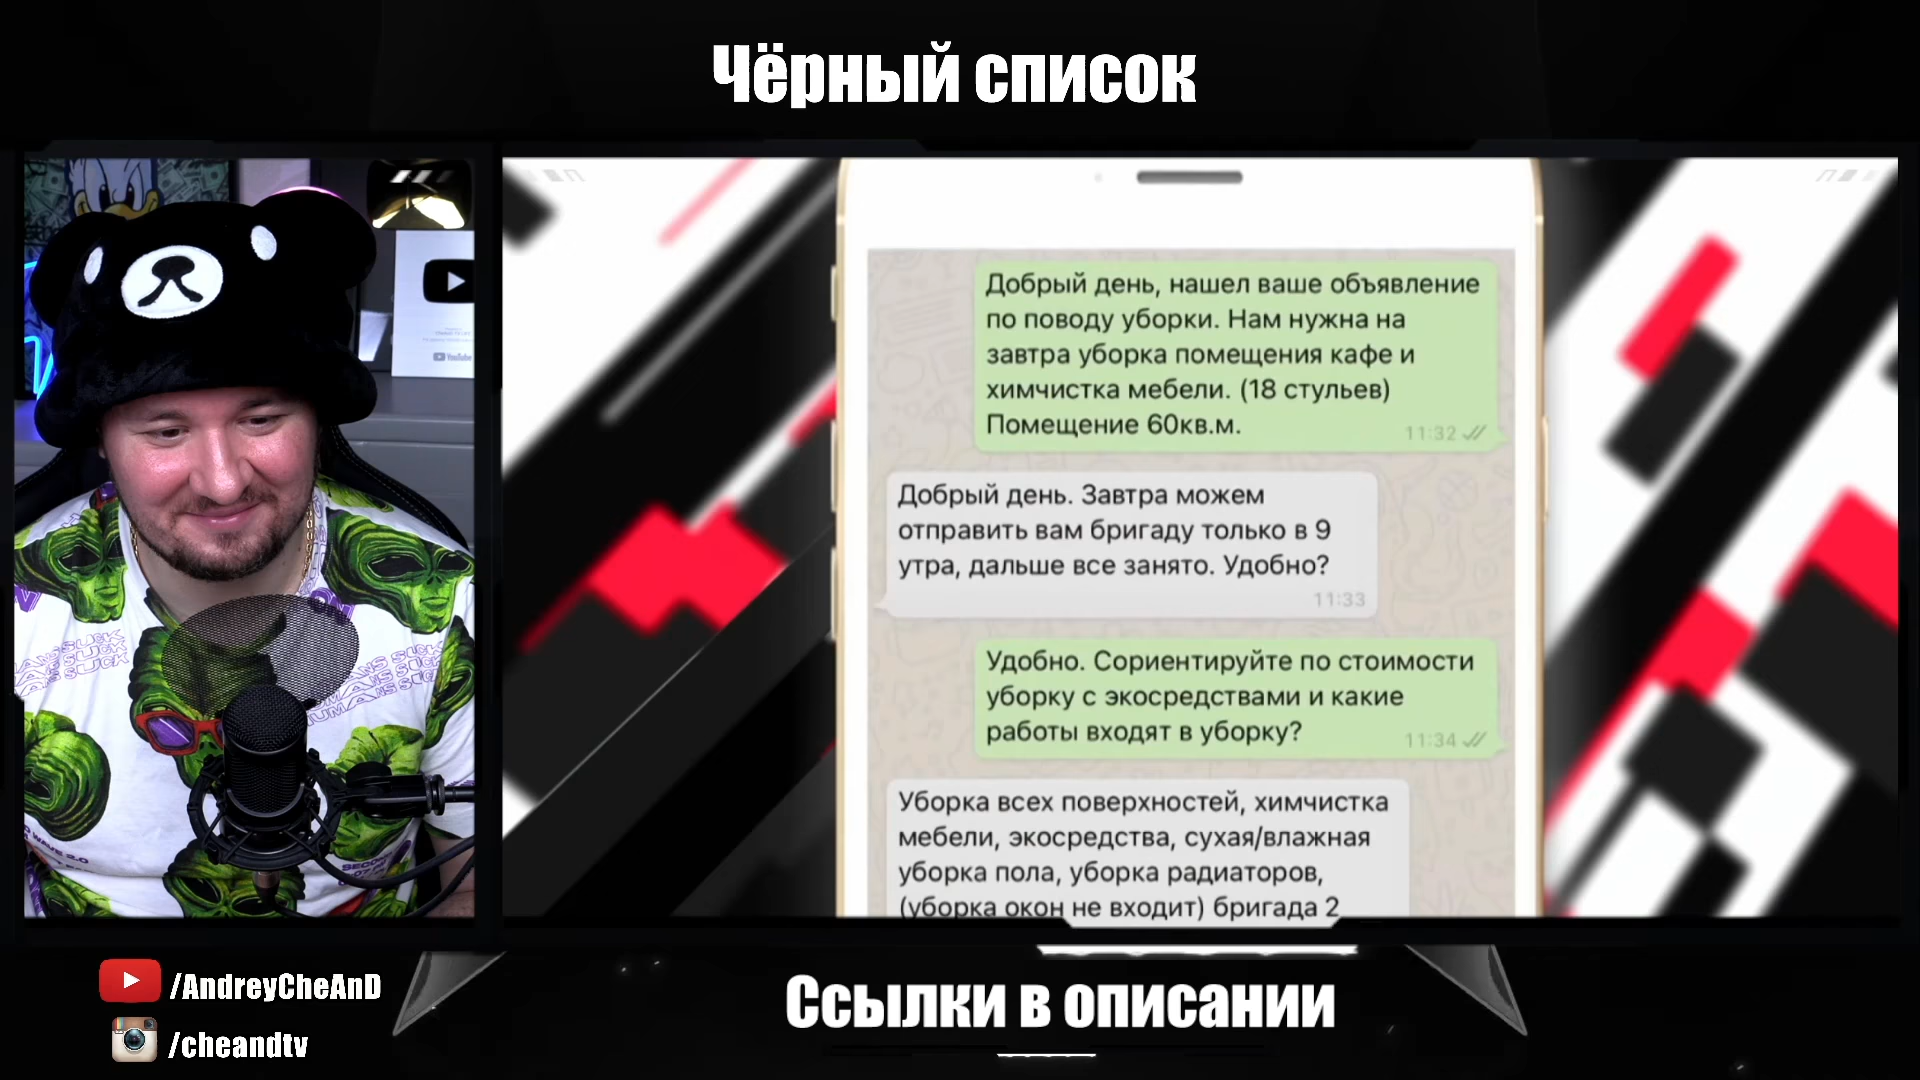 Чёрный список
YouTube
Добрый день, нашел ваше объявление
по поводу уборки. Нам нужна на
завтра уборка помещения кафе и
химчистка мебели. (18 стульев)
Помещение 60кв.м.
11:32
Добрый день. Завтра можем
отправить вам бригаду только в 9
утра, дальше все занято. Удобно?
11:33
Удобно. Сориентируйте по стоимости
уборку с экосредствами и какие
работы входят в уборку?
11:34
Уборка всех поверхностей, химчистка
мебели, экосредства, сухая/влажная
уборка пола, уборка радиаторов,
(уборка окон не входит) бригада 2
/AndreyCheAnD
/cheandtv
Ссылки в описании